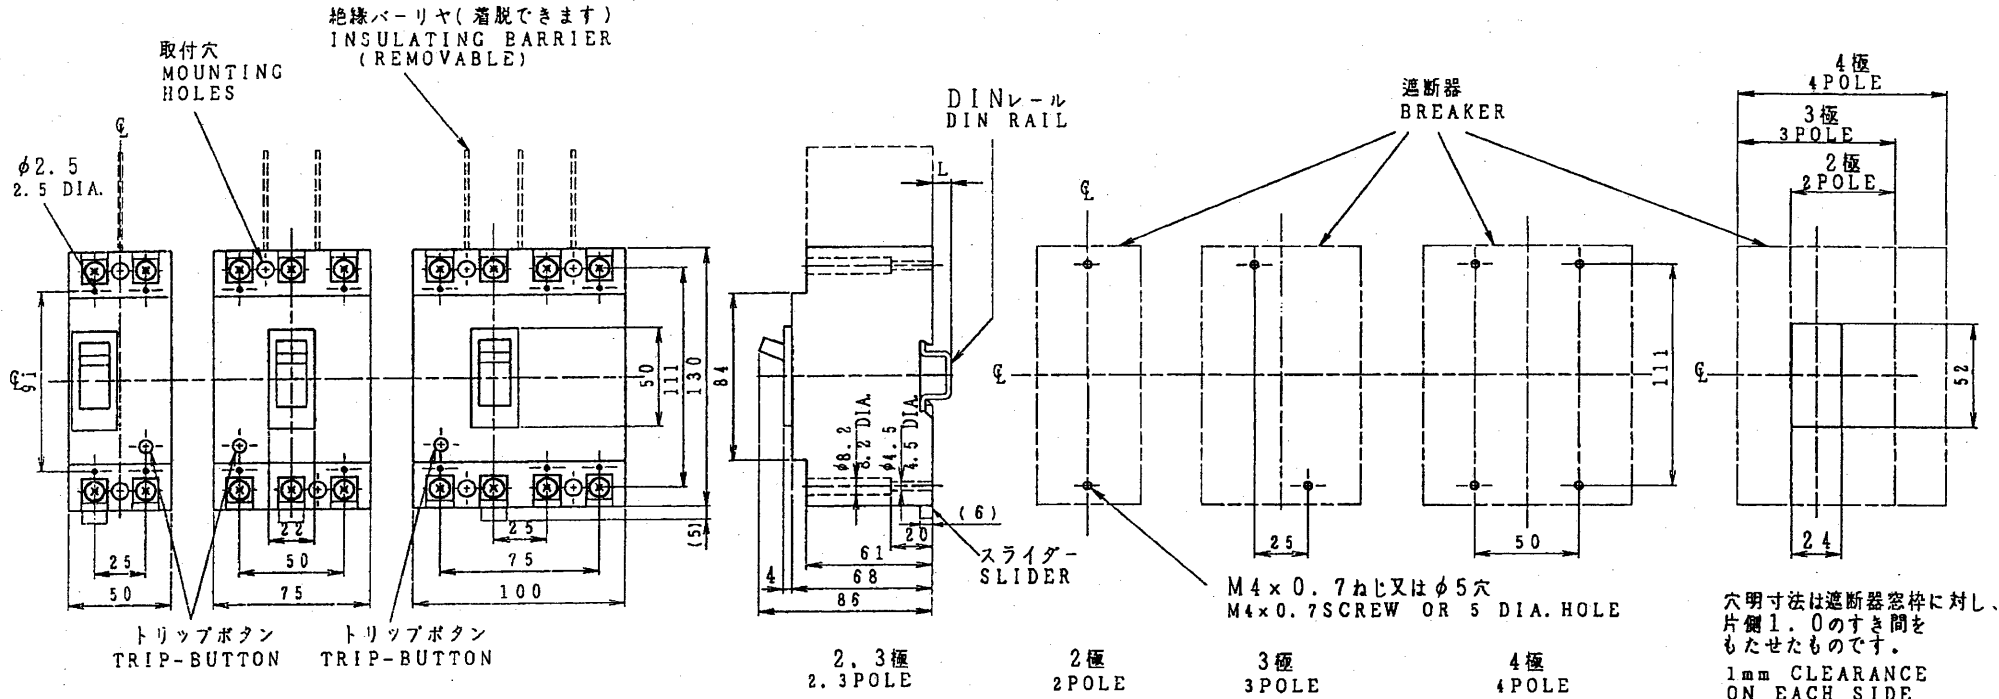 絶縁バーリヤ(着脱できます)
INSULATING BARRIER
(REMOVABLE)
取付穴
MOUNTING
HOLES
DINレール
DIN RAIL
遮断器
BREAKER
4極
4POLE
3極
3POLE
2極
2POLE
φ2.5
2.5 DIA.
℄
L
℄
℄
91
50
111
130
84
φ8.2
8.2 DIA.
φ4.5
4.5 DIA.
℄
111
℄
52
22
25
(5)
(6)
20
25
50
75
61
25
50
24
50
75
100
4
68
86
スライダー
SLIDER
トリップボタン
TRIP-BUTTON
トリップボタン
TRIP-BUTTON
M4×0.7ねじ又はφ5穴
M4×0.7SCREW OR 5 DIA.HOLE
穴明寸法は遮断器窓枠に対し、
片側1.0のすき間を
もたせたものです.
1mm CLEARANCE
ON EACH SIDE
2,3極
2.3POLE
2極
2POLE
3極
3POLE
4極
4POLE